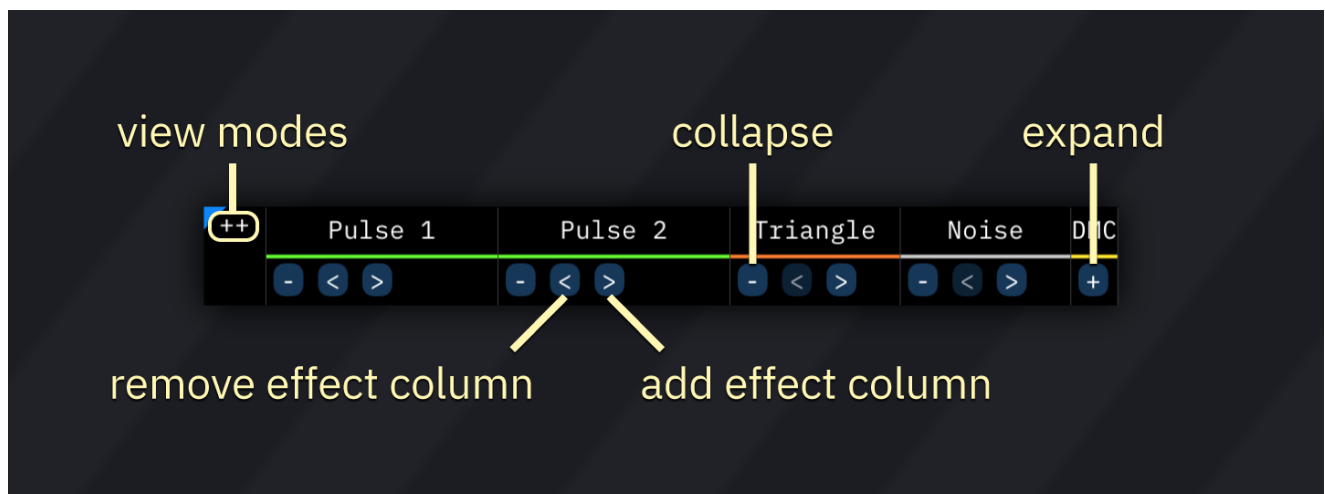 view modes
collapse
expand
++ Pulse 1 Pulse 2 Triangle Noise DMC
- < > - < > - < > - < > +
remove effect column
add effect column